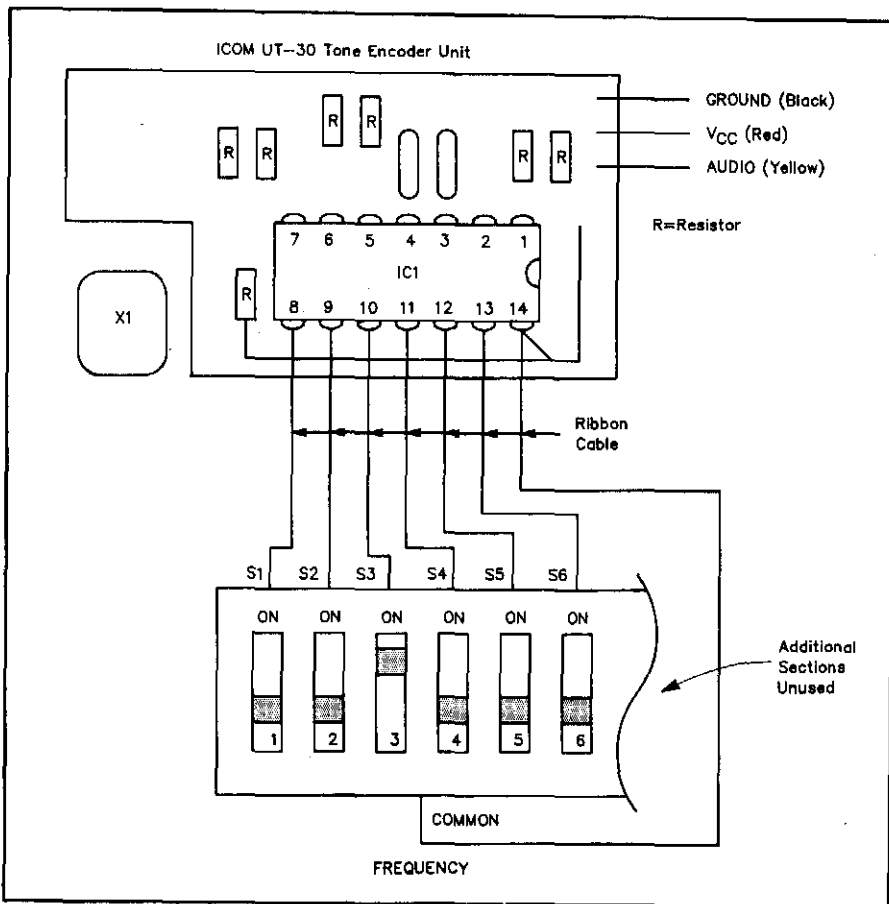 ICOM UT-30 Tone Encoder Unit
GROUND (Black)
VCC (Red)
AUDIO (Yellow)
R=Resistor
R R R R R R
7 6 5 4 3 2 1
IC1
R
X1
8 9 10 11 12 13 14
Ribbon
Cable
S1 S2 S3 S4 S5 S6
ON ON ON ON ON ON
1 2 3 4 5 6
Additional
Sections
Unused
COMMON
FREQUENCY